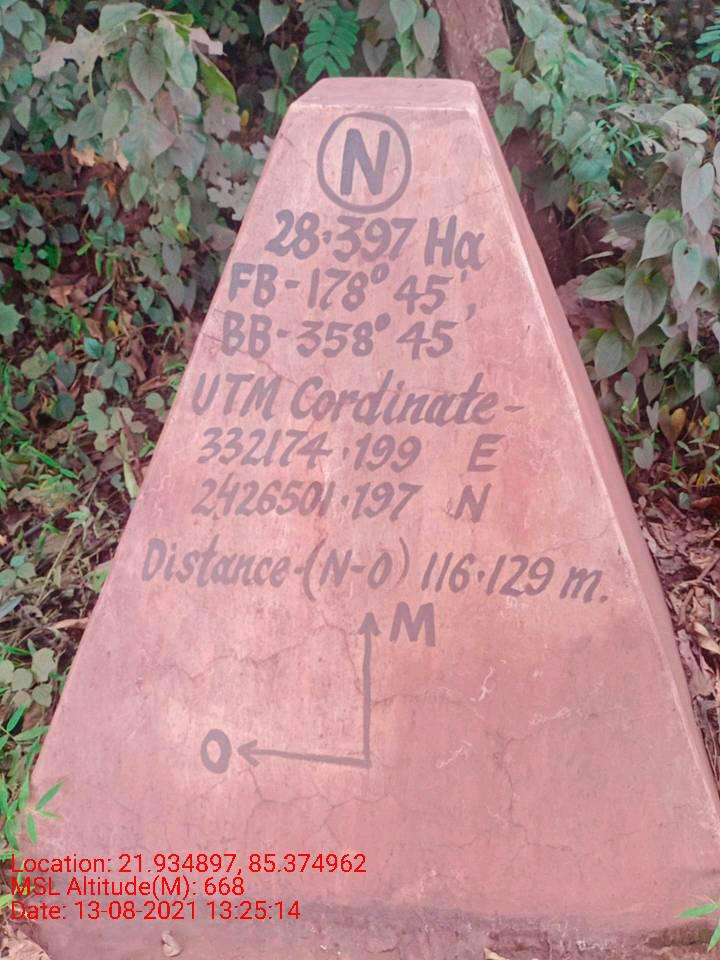 N
28.397 Ha
FB-178° 45',
BB-358° 45'
UTM Cordinate-
332174.199 E
2426501.197 N
Distance-(N-O) 116.129 m.
M
O
Location: 21.934897, 85.374962
MSL Altitude(M): 668
Date: 13-08-2021 13:25:14